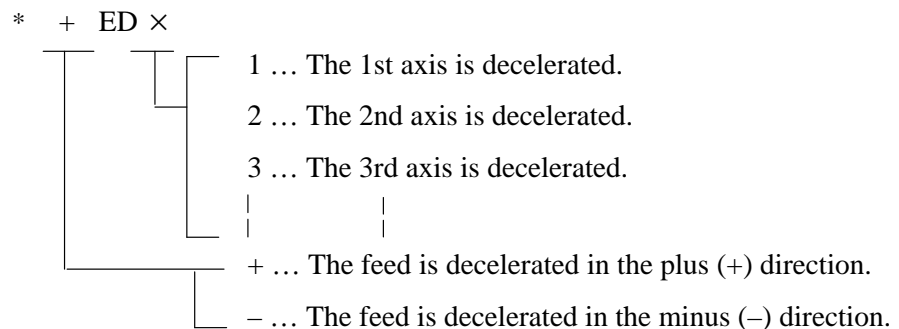 * + ED ×
1 … The 1st axis is decelerated.
2 … The 2nd axis is decelerated.
3 … The 3rd axis is decelerated.
+ … The feed is decelerated in the plus (+) direction.
– … The feed is decelerated in the minus (–) direction.